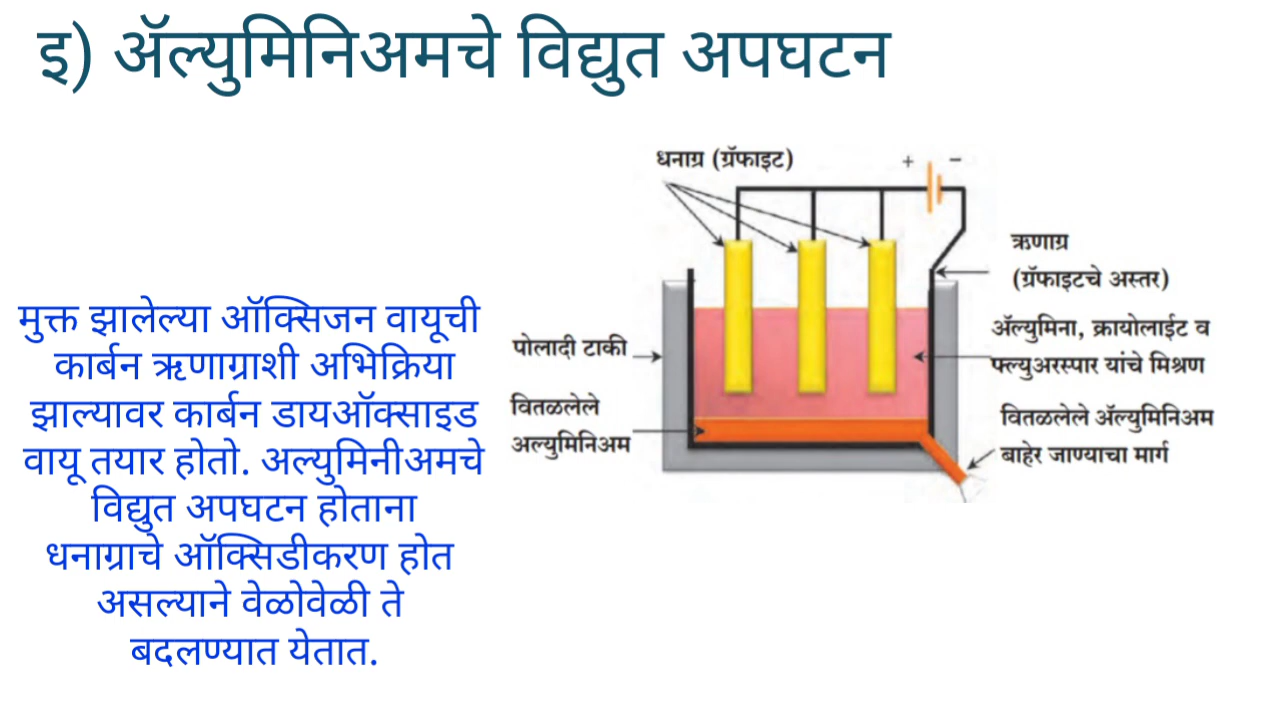 इ) ॲल्युमिनिअमचे विद्युत अपघटन
मुक्त झालेल्या ऑक्सिजन वायूची
कार्बन ऋणाग्राशी अभिक्रिया
झाल्यावर कार्बन डायऑक्साइड
वायू तयार होतो. अल्युमिनीअमचे
विद्युत अपघटन होताना
धनाग्राचे ऑक्सिडीकरण होत
असल्याने वेळोवेळी ते
बदलण्यात येतात.
धनाग्र (ग्रॅफाइट)
+ −
ऋणाग्र
(ग्रॅफाइटचे अस्तर)
ॲल्युमिना, क्रायोलाईट व
फ्ल्युअरस्पार यांचे मिश्रण
पोलादी टाकी
वितळलेले
अल्युमिनिअम
वितळलेले ॲल्युमिनिअम
बाहेर जाण्याचा मार्ग